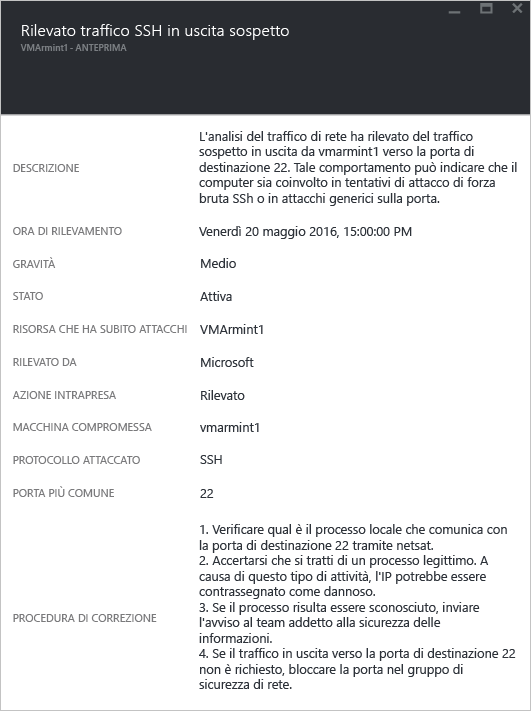 Rilevato traffico SSH in uscita sospetto
VMArmint1 - ANTEPRIMA
DESCRIZIONE
L'analisi del traffico di rete ha rilevato del traffico
sospetto in uscita da vmarmint1 verso la porta di
destinazione 22. Tale comportamento può indicare che il
computer sia coinvolto in tentativi di attacco di forza
bruta SSh o in attacchi generici sulla porta.
ORA DI RILEVAMENTO
Venerdì 20 maggio 2016, 15:00:00 PM
GRAVITÀ
Medio
STATO
Attiva
RISORSA CHE HA SUBITO ATTACCHI
VMArmint1
RILEVATO DA
Microsoft
AZIONE INTRAPRESA
Rilevato
MACCHINA COMPROMESSA
vmarmint1
PROTOCOLLO ATTACCATO
SSH
PORTA PIÙ COMUNE
22
PROCEDURA DI CORREZIONE
1. Verificare qual è il processo locale che comunica con
la porta di destinazione 22 tramite netsat.
2. Accertarsi che si tratti di un processo legittimo. A
causa di questo tipo di attività, l'IP potrebbe essere
contrassegnato come dannoso.
3. Se il processo risulta essere sconosciuto, inviare
l'avviso al team addetto alla sicurezza delle
informazioni.
4. Se il traffico in uscita verso la porta di destinazione 22
non è richiesto, bloccare la porta nel gruppo di
sicurezza di rete.